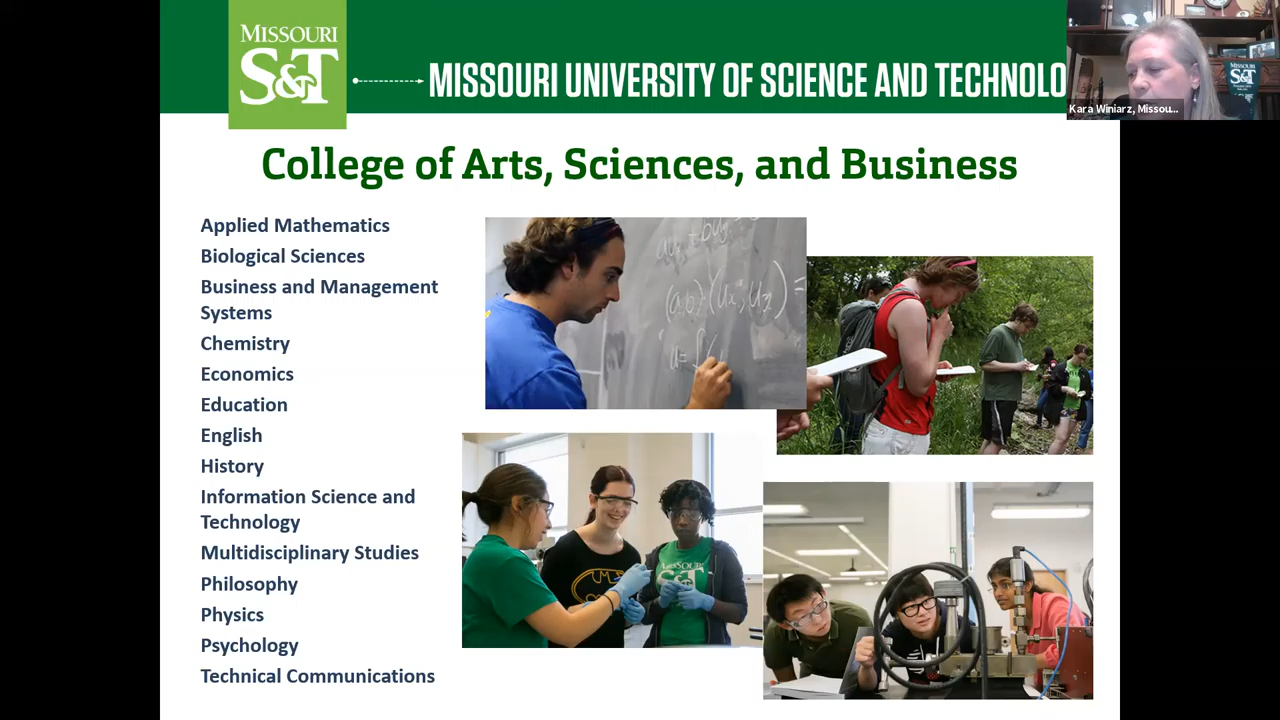 MISSOURI
S&T
MISSOURI UNIVERSITY OF SCIENCE AND TECHNOLO
Kara Winiarz, Missou...
College of Arts, Sciences, and Business
Applied Mathematics
Biological Sciences
Business and Management
Systems
Chemistry
Economics
Education
English
History
Information Science and
Technology
Multidisciplinary Studies
Philosophy
Physics
Psychology
Technical Communications
MISSOURI
S&T